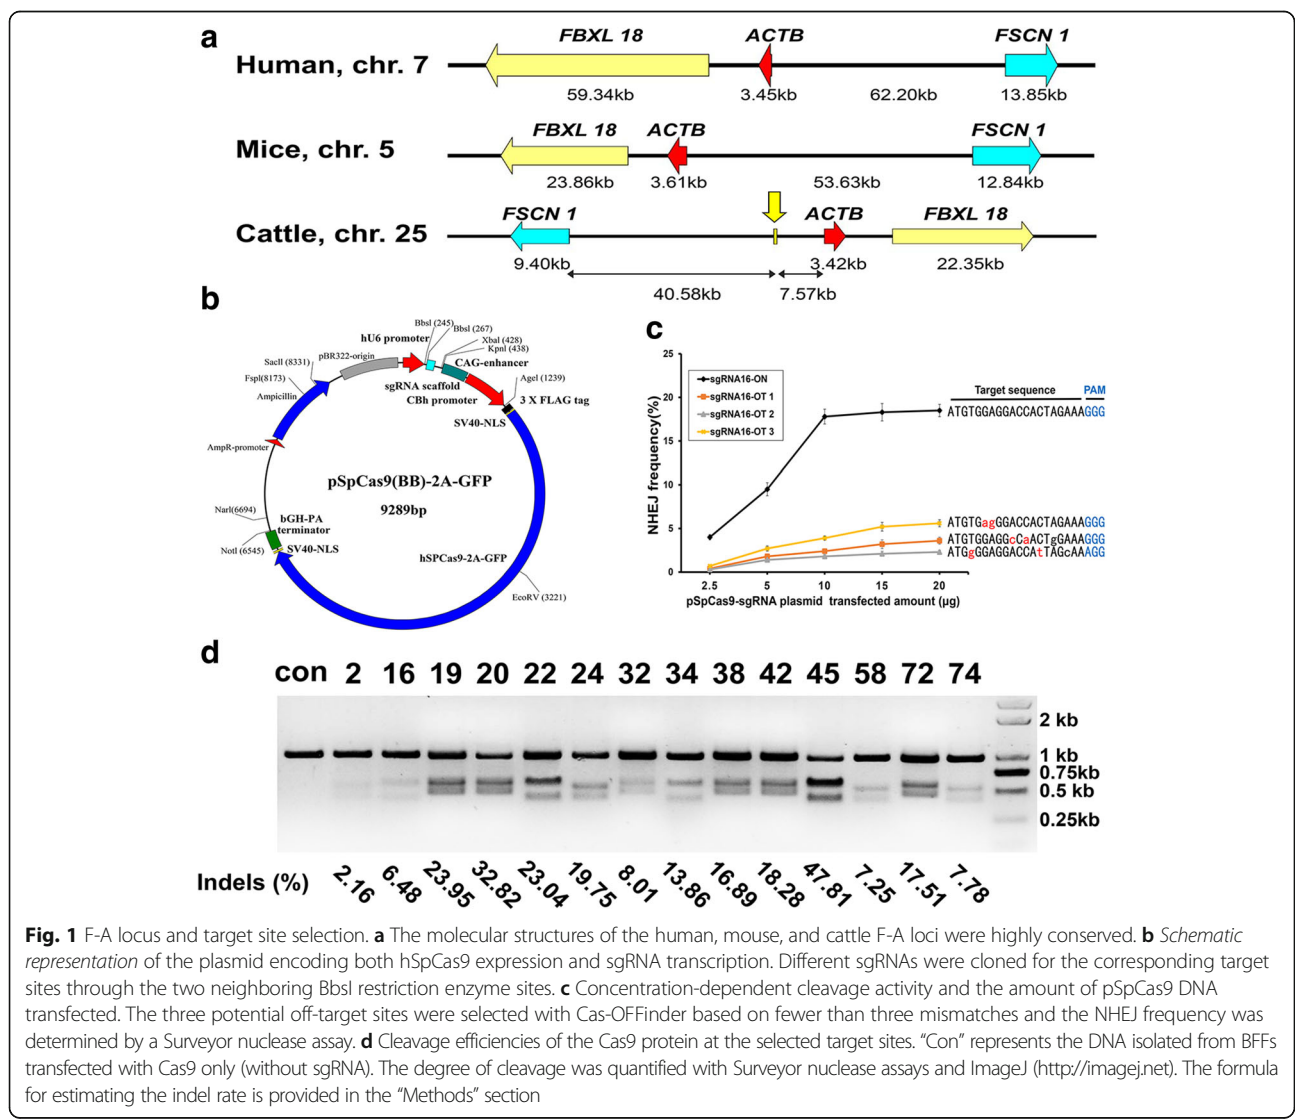 a
FBXL 18 ACTB FSCN 1
Human, chr. 7
59.34kb 3.45kb 62.20kb 13.85kb
FBXL 18 ACTB FSCN 1
Mice, chr. 5
23.86kb 3.61kb 53.63kb 12.84kb
FSCN 1 ACTB FBXL 18
Cattle, chr. 25
9.40kb 3.42kb 22.35kb
40.58kb 7.57kb
b
BbsI (245)
BbsI (267)
hU6 promoter
XbaI (428)
KpnI (438)
pBR322-origin
SacII (8331)
CAG-enhancer
FspI(8173)
sgRNA scaffold
AgeI (1239)
Ampicillin
CBh promoter
3 X FLAG tag
SV40-NLS
AmpR-promoter
pSpCas9(BB)-2A-GFP
9289bp
NarI(6694)
bGH-PA
terminator
NotI (6545)
SV40-NLS
hSPCas9-2A-GFP
EcoRV (3221)
c
25
20
15
10
5
0
NHEJ frequency(%)
sgRNA16-ON
sgRNA16-OT 1
sgRNA16-OT 2
sgRNA16-OT 3
Target sequence PAM
ATGTGGAGGACCACTAGAAAGGG
ATGTGagGGACCACTAGAAAGGG
ATGTGGAGGcCaACTgGAAAGGG
ATGgGGAGGACCAtTAGcAAAGG
2.5 5 10 15 20
pSpCas9-sgRNA plasmid transfected amount (µg)
d
con 2 16 19 20 22 24 32 34 38 42 45 58 72 74
2 kb
1 kb
0.75kb
0.5 kb
0.25kb
Indels (%) 2.16 6.48 23.95 32.82 23.04 19.75 8.01 13.86 16.89 18.28 47.81 7.25 17.51 7.78
Fig. 1 F-A locus and target site selection. a The molecular structures of the human, mouse, and cattle F-A loci were highly conserved. b Schematic
representation of the plasmid encoding both hSpCas9 expression and sgRNA transcription. Different sgRNAs were cloned for the corresponding target
sites through the two neighboring BbsI restriction enzyme sites. c Concentration-dependent cleavage activity and the amount of pSpCas9 DNA
transfected. The three potential off-target sites were selected with Cas-OFFinder based on fewer than three mismatches and the NHEJ frequency was
determined by a Surveyor nuclease assay. d Cleavage efficiencies of the Cas9 protein at the selected target sites. “Con” represents the DNA isolated from BFFs
transfected with Cas9 only (without sgRNA). The degree of cleavage was quantified with Surveyor nuclease assays and ImageJ (http://imagej.net). The formula
for estimating the indel rate is provided in the “Methods” section